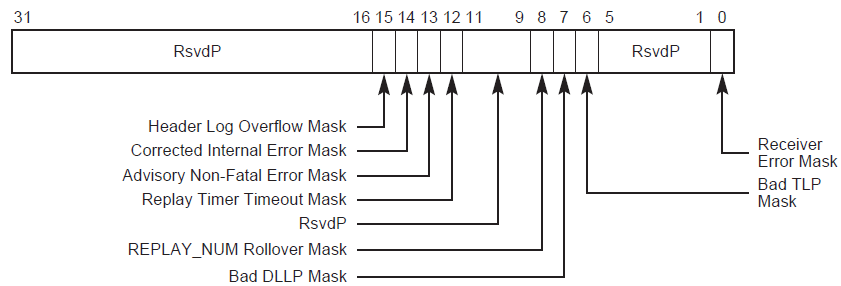 31 16 15 14 13 12 11 9 8 7 6 5 1 0
RsvdP RsvdP
Header Log Overflow Mask
Corrected Internal Error Mask
Advisory Non-Fatal Error Mask
Replay Timer Timeout Mask
RsvdP
REPLAY_NUM Rollover Mask
Bad DLLP Mask
Receiver
Error Mask
Bad TLP
Mask